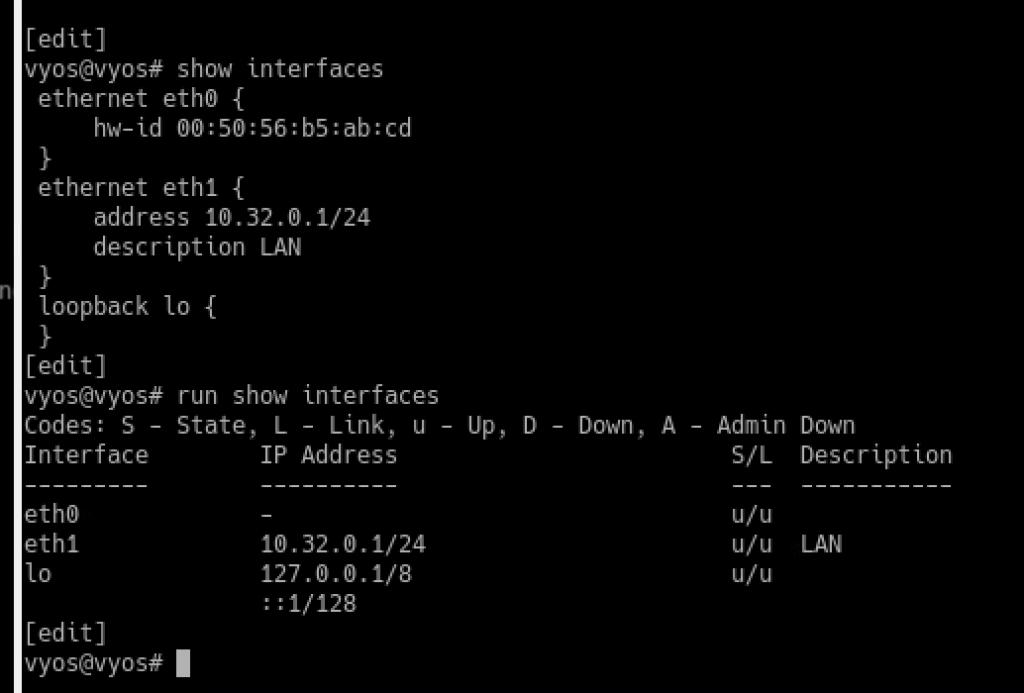 [edit]
vyos@vyos# show interfaces
 ethernet eth0 {
     hw-id 00:50:56:b5:ab:cd
 }
 ethernet eth1 {
     address 10.32.0.1/24
     description LAN
 }
 loopback lo {
 }
[edit]
vyos@vyos# run show interfaces
Codes: S - State, L - Link, u - Up, D - Down, A - Admin Down
Interface        IP Address                        S/L  Description
---------        ----------                        ---  -----------
eth0             -                                 u/u
eth1             10.32.0.1/24                      u/u  LAN
lo               127.0.0.1/8                       u/u
                 ::1/128
[edit]
vyos@vyos#